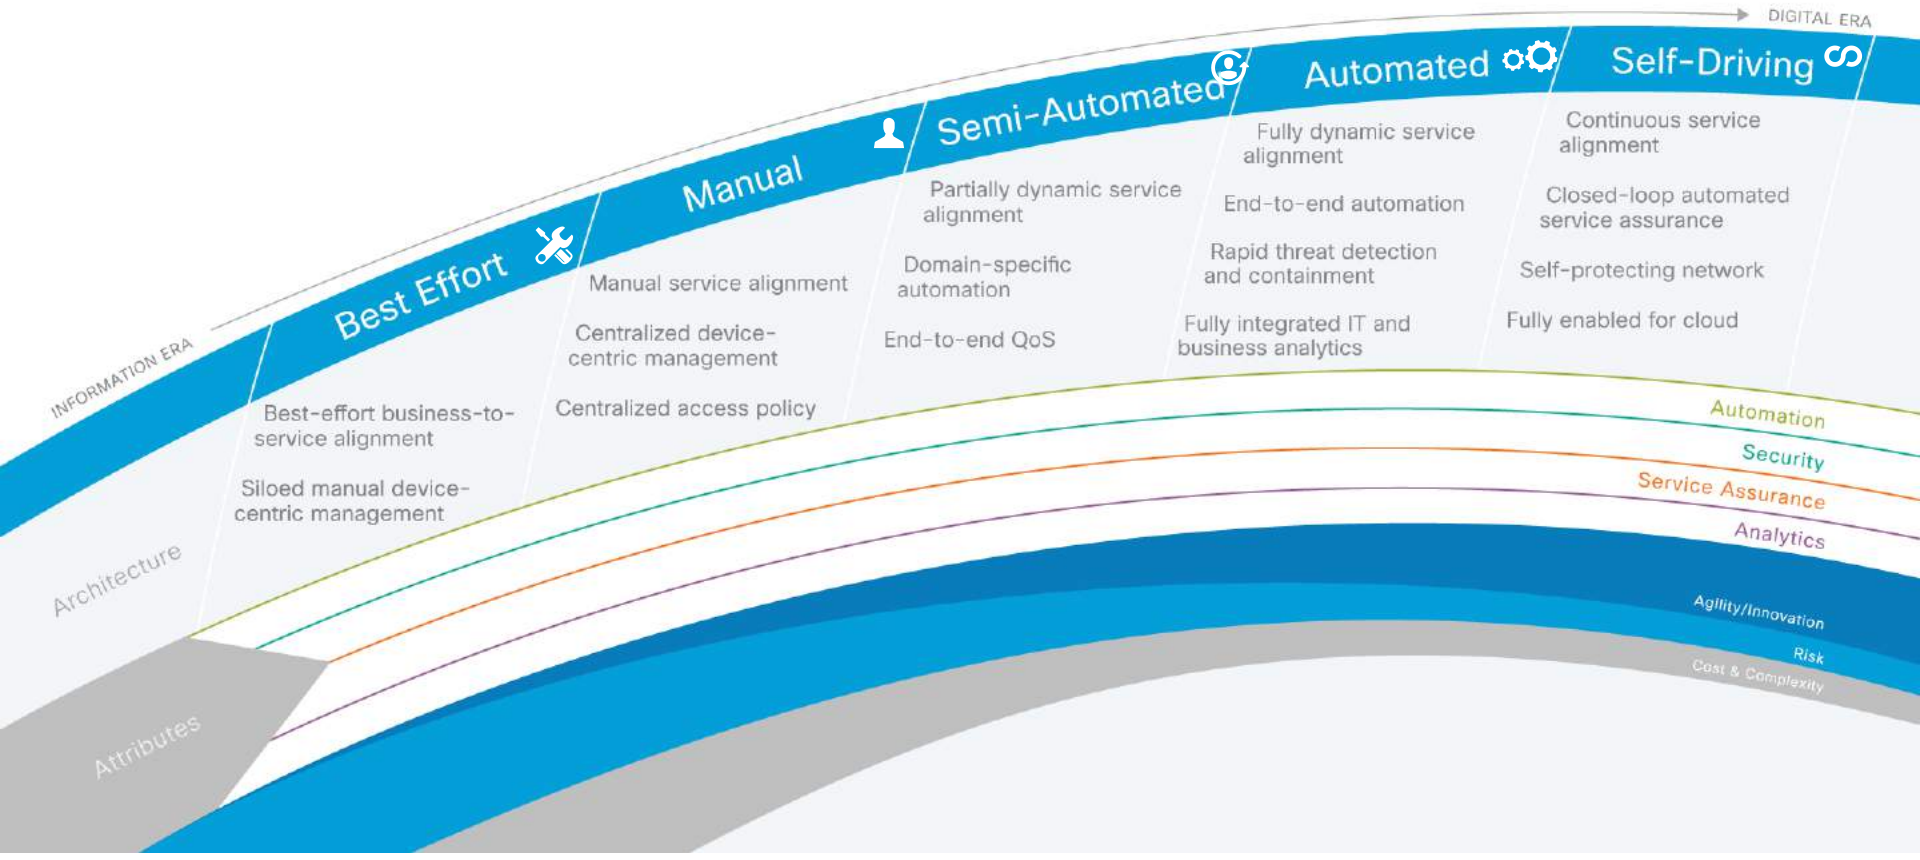 DIGITAL ERA
INFORMATION ERA
Best Effort
Manual
Semi-Automated
Automated
Self-Driving
Best-effort business-to-
service alignment
Siloed manual device-
centric management
Manual service alignment
Centralized device-
centric management
Centralized access policy
Partially dynamic service
alignment
Domain-specific
automation
End-to-end QoS
Fully dynamic service
alignment
End-to-end automation
Rapid threat detection
and containment
Fully integrated IT and
business analytics
Continuous service
alignment
Closed-loop automated
service assurance
Self-protecting network
Fully enabled for cloud
Architecture
Attributes
Automation
Security
Service Assurance
Analytics
Agility/Innovation
Risk
Cost & Complexity